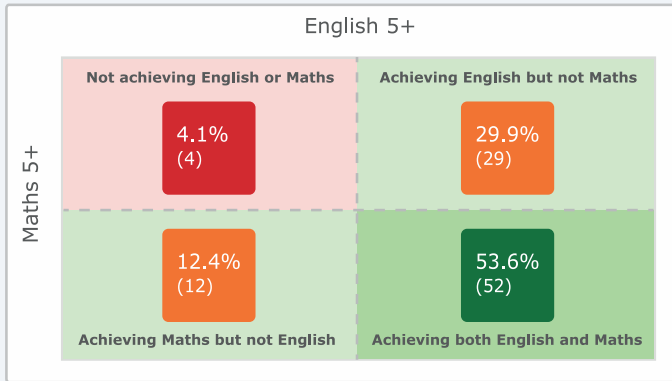 English 5+
Maths 5+
Not achieving English or Maths
4.1%
(4)
Achieving English but not Maths
29.9%
(29)
12.4%
(12)
Achieving Maths but not English
53.6%
(52)
Achieving both English and Maths